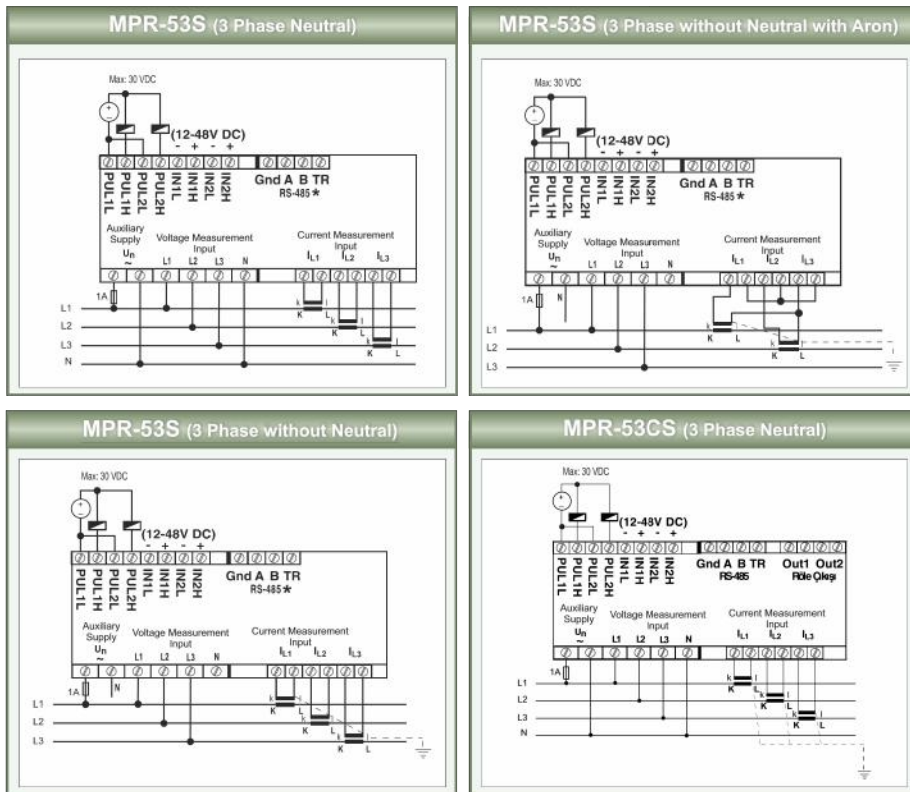 MPR-53S (3 Phase Neutral)
Max: 30 VDC
(12-48V DC)
- + - +
PUL1L PUL1H PUL2L PUL2H IN1L IN1H IN2L IN2H
Gnd A B TR
RS-485 *
Auxiliary Supply
Un ~
Voltage Measurement Input
L1 L2 L3 N
Current Measurement Input
IL1 IL2 IL3
1A
L1
L2
L3
N
k l
K L
k l
K L
k l
K L
MPR-53S (3 Phase without Neutral with Aron)
Max: 30 VDC
(12-48V DC)
- + - +
PUL1L PUL1H PUL2L PUL2H IN1L IN1H IN2L IN2H
Gnd A B TR
RS-485 *
Auxiliary Supply
Un ~
Voltage Measurement Input
L1 L2 L3 N
Current Measurement Input
IL1 IL2 IL3
1A
N
L1
L2
L3
k l
K L
k l
K L
MPR-53S (3 Phase without Neutral)
Max: 30 VDC
(12-48V DC)
- + - +
PUL1L PUL1H PUL2L PUL2H IN1L IN1H IN2L IN2H
Gnd A B TR
RS-485 *
Auxiliary Supply
Un ~
Voltage Measurement Input
L1 L2 L3 N
Current Measurement Input
IL1 IL2 IL3
1A
N
L1
L2
L3
k l
K L
k l
K L
k l
K L
MPR-53CS (3 Phase Neutral)
Max: 30 VDC
(12-48V DC)
- + - +
PUL1L PUL1H PUL2L PUL2H IN1L IN1H IN2L IN2H
Gnd A B TR
RS-485
Out1 Out2
Röle Çıkışı
Auxiliary Supply
Un ~
Voltage Measurement Input
L1 L2 L3 N
Current Measurement Input
IL1 IL2 IL3
1A
L1
L2
L3
N
k l
K L
k l
K L
k l
K L